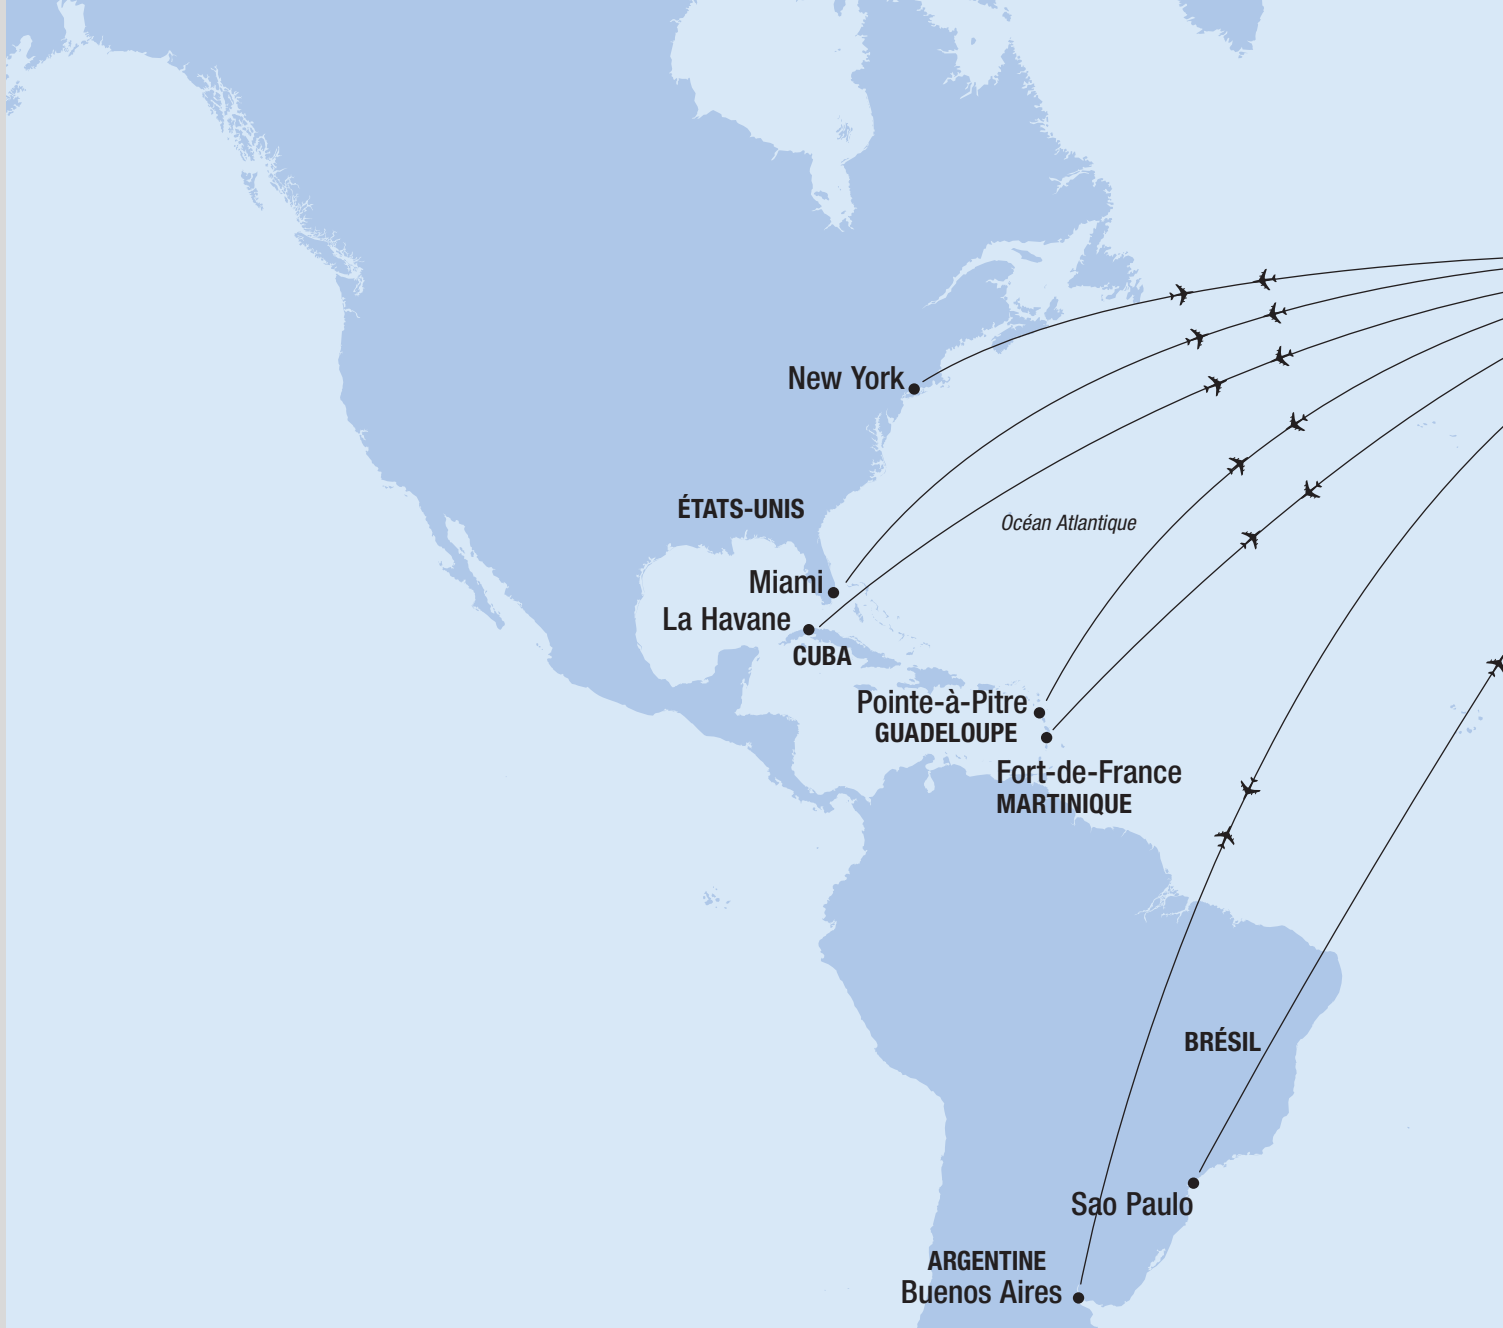 New York
ÉTATS-UNIS
Océan Atlantique
Miami
La Havane
CUBA
Pointe-à-Pitre
GUADELOUPE
Fort-de-France
MARTINIQUE
BRÉSIL
Sao Paulo
ARGENTINE
Buenos Aires